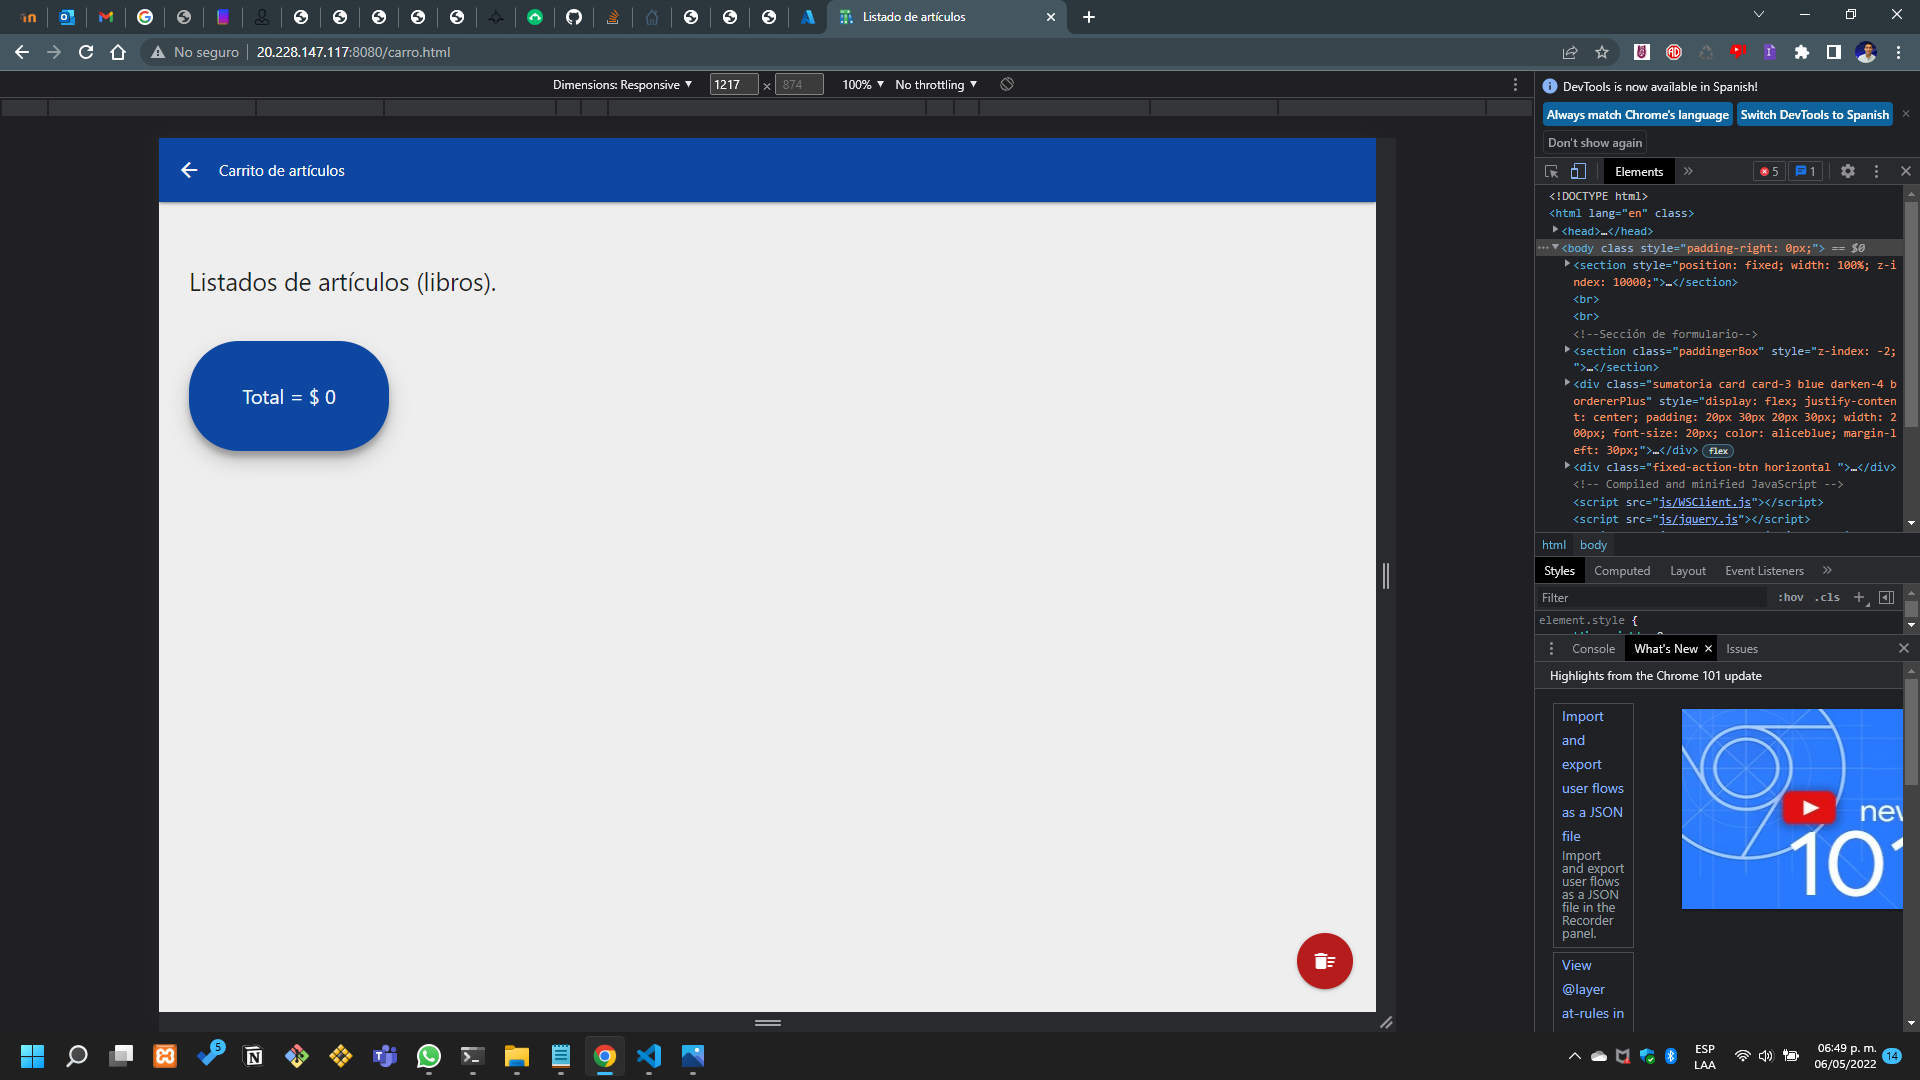 Listado de artículos
No seguro
20.228.147.117:8080/carro.html
Dimensions: Responsive
1217
×
874
100%
No throttling
Carrito de artículos
Listados de artículos (libros).
Total = $ 0
DevTools is now available in Spanish!
Always match Chrome's language
Switch DevTools to Spanish
Don't show again
Elements
5
1
<!DOCTYPE html>
<html lang="en" class>
<head>…</head>
<body class style="padding-right: 0px;"> == $0
<section style="position: fixed; width: 100%; z-i
ndex: 10000;">…</section>
<br>
<br>
<!--Sección de formulario-->
<section class="paddingerBox" style="z-index: -2;
">…</section>
<div class="sumatoria card card-3 blue darken-4 b
ordererPlus" style="display: flex; justify-conten
t: center; padding: 20px 30px 20px 30px; width: 2
00px; font-size: 20px; color: aliceblue; margin-l
eft: 30px;">…</div>
flex
<div class="fixed-action-btn horizontal ">…</div>
<!-- Compiled and minified JavaScript -->
<script src="js/WSClient.js"></script>
<script src="js/jquery.js"></script>
html
body
Styles
Computed
Layout
Event Listeners
Filter
:hov
.cls
element.style {
Console
What's New
Issues
Highlights from the Chrome 101 update
Import
and
export
user flows
as a JSON
file
Import
and export
user flows
as a JSON
file in the
Recorder
panel.
View
@layer
at-rules in
new
101
5
ESP
LAA
06:49 p. m.
06/05/2022
14